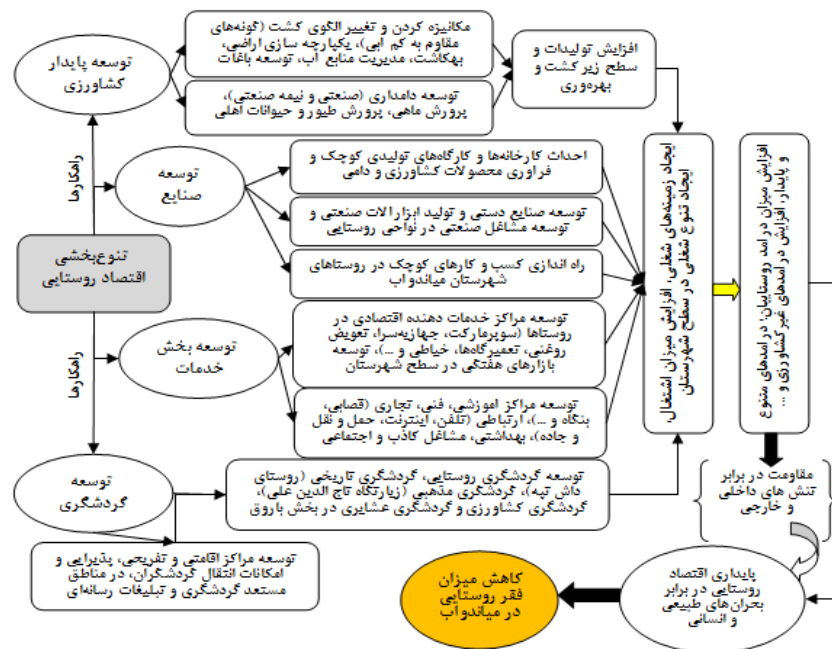 توسعه پایدار
کشاورزی
مکانیزه کردن و تغییر الگوی کشت (گونه‌های
مقاوم به کم آبی)، یکپارچه سازی اراضی،
بهکاشت، مدیریت منابع آب، توسعه باغات
توسعه دامداری (صنعتی و نیمه صنعتی)،
پرورش ماهی، پرورش طیور و حیوانات اهلی
افزایش تولیدات و
سطح زیر کشت و
بهره‌وری
راهکارها
توسعه
صنایع
احداث کارخانه‌ها و کارگاه‌های تولیدی کوچک و
فراوری محصولات کشاورزی و دامی
توسعه صنایع دستی و تولید ابزارالات صنعتی و
توسعه مشاغل صنعتی در نواحی روستایی
راه اندازی کسب و کارهای کوچک در روستاهای
شهرستان میاندواب
تنوع‌بخشی
اقتصاد روستایی
راهکارها
توسعه بخش
خدمات
توسعه مراکز خدمات دهنده اقتصادی در
روستاها (سوپرمارکت، جهازیه‌سرا، تعویض
روغنی، تعمیرگاه‌ها، خیاطی و ...)، توسعه
بازارهای هفتگی در سطح شهرستان
توسعه مراکز آموزشی، فنی، تجاری (قصابی،
بنگاه و ...)، ارتباطی (تلفن، اینترنت، حمل و نقل
و جاده)، بهداشتی، مشاغل کاذب و اجتماعی
توسعه
گردشگری
توسعه گردشگری روستایی، گردشگری تاریخی (روستای
داش تپه)، گردشگری مذهبی (زیارتگاه تاج الدین علی)،
گردشگری کشاورزی و گردشگری عشایری در بخش باروق
توسعه مراکز اقامتی و تفریحی، پذیرایی و
امکانات انتقال گردشگران، در مناطق
مستعد گردشگری و تبلیغات رسانه‌ای
ایجاد زمینه‌های شغلی، افزایش میزان اشتغال،
ایجاد تنوع شغلی در سطح شهرستان
افزایش میزان درامد روستاییان: درامدهای متنوع
و پایدار، افزایش درامدهای غیرکشاورزی و ...
مقاومت در برابر
تنش های داخلی
و خارجی
پایداری اقتصاد
روستایی در برابر
بحران‌های طبیعی
و انسانی
کاهش میزان
فقر روستایی
در میاندواب